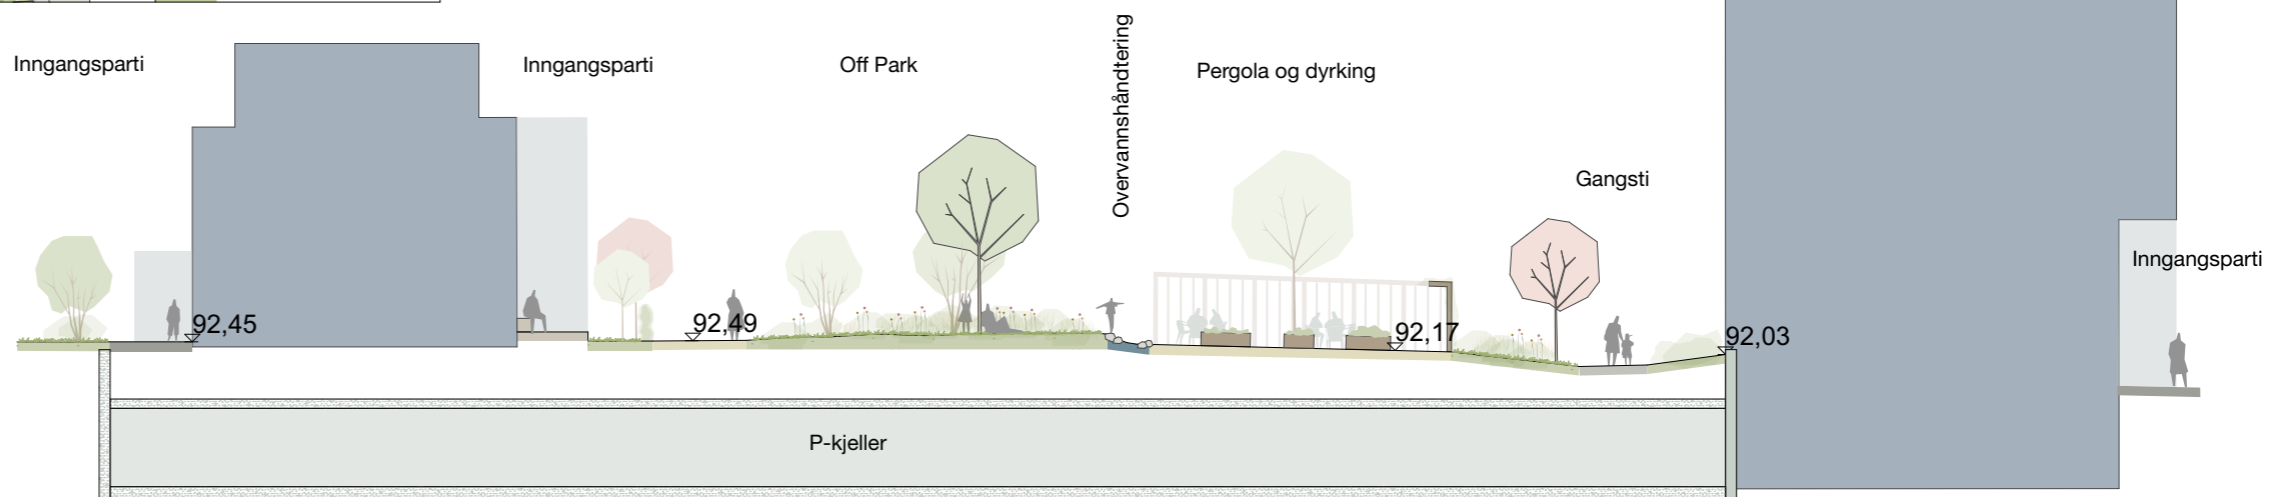 Inngangsparti
Inngangsparti
Off Park
Overvannshåndtering
Pergola og dyrking
Gangsti
Inngangsparti
92,45
92,49
92,17
92,03
P-kjeller